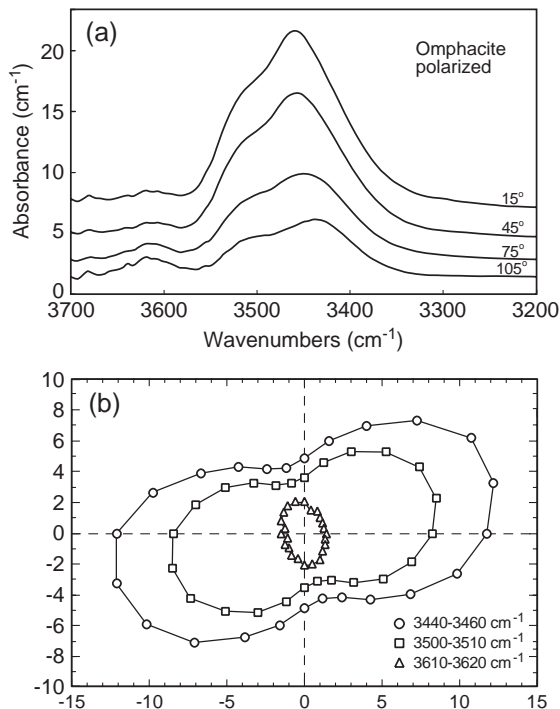 (a)
Omphacite
polarized
Absorbance (cm⁻¹)
20
15
10
5
0
15°
45°
75°
105°
3700 3600 3500 3400 3300 3200
Wavenumbers (cm⁻¹)
(b)
10
8
6
4
2
0
-2
-4
-6
-8
-10
3440-3460 cm⁻¹
3500-3510 cm⁻¹
3610-3620 cm⁻¹
-15 -10 -5 0 5 10 15